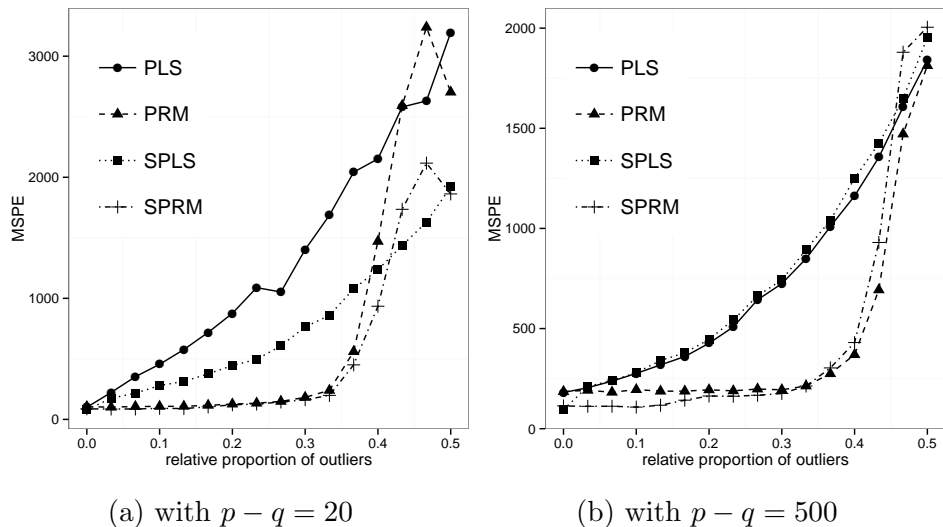 3000
2000
1000
0
MSPE
PLS
PRM
SPLS
SPRM
0.0 0.1 0.2 0.3 0.4 0.5
relative proportion of outliers
(a) with p − q = 20
2000
1500
1000
500
0
MSPE
PLS
PRM
SPLS
SPRM
0.0 0.1 0.2 0.3 0.4 0.5
relative proportion of outliers
(b) with p − q = 500